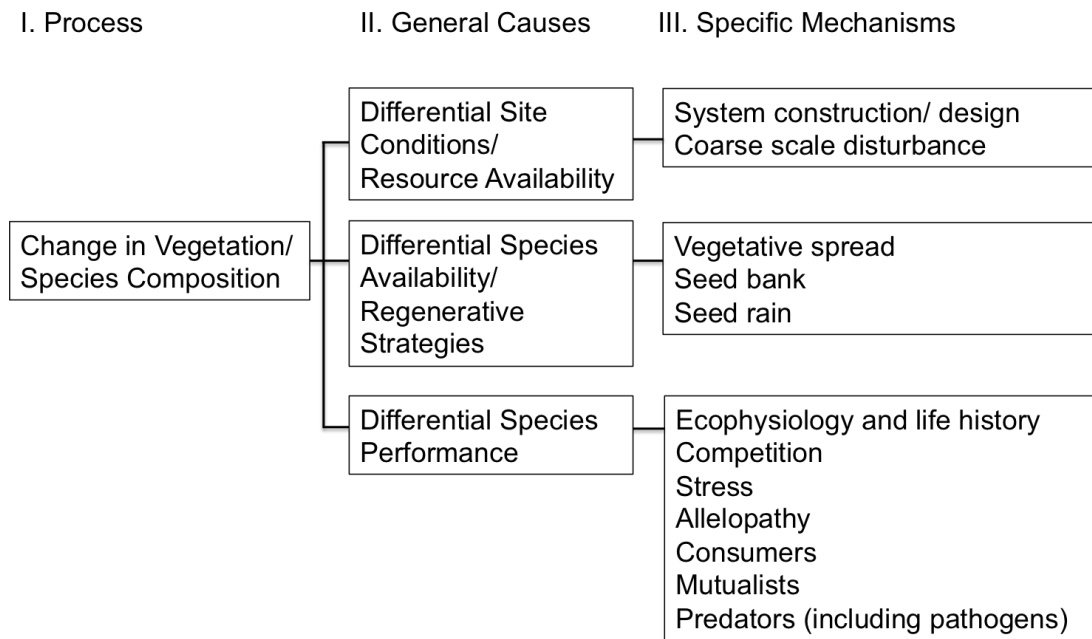 I. Process
II. General Causes
III. Specific Mechanisms
Change in Vegetation/
Species Composition
Differential Site
Conditions/
Resource Availability
System construction/ design
Coarse scale disturbance
Differential Species
Availability/
Regenerative
Strategies
Vegetative spread
Seed bank
Seed rain
Differential Species
Performance
Ecophysiology and life history
Competition
Stress
Allelopathy
Consumers
Mutualists
Predators (including pathogens)